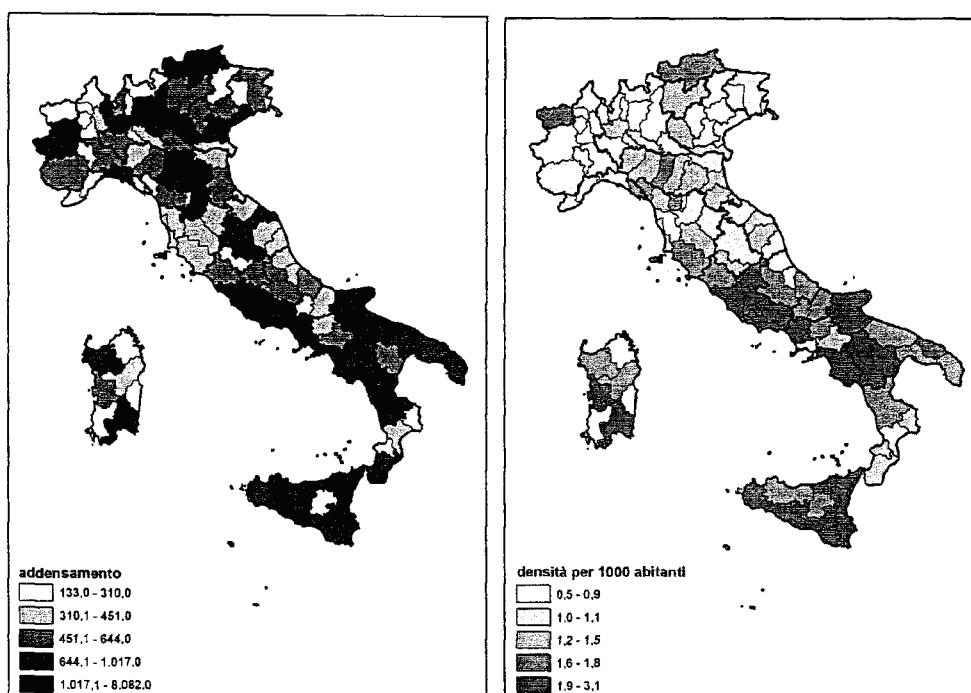 addensamento
133,0 - 310,0
310,1 - 451,0
451,1 - 644,0
644,1 - 1.017,0
1.017,1 - 8.082,0
densità per 1000 abitanti
0,5 - 0,9
1,0 - 1,1
1,2 - 1,5
1,6 - 1,8
1,9 - 3,1